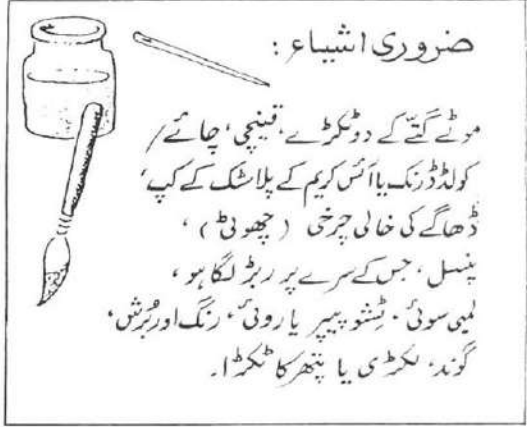 ضروری اشیاء :
موٹے گتّے کے دو ٹکڑے، قینچی، چائے/
کولڈ ڈرنک یا آئس کریم کے پلاسٹک کے کپ،
ڈھاگے کی خالی چرخی ( چھوٹی ) ،
پنسل ، جس کے سرے پر ربڑ لگا ہو ،
لمبی سوئی ، ٹِشو پیپر یا روئی ، رنگ اور بُرش،
گوند، لکڑی یا پتھر کا ٹکڑا۔